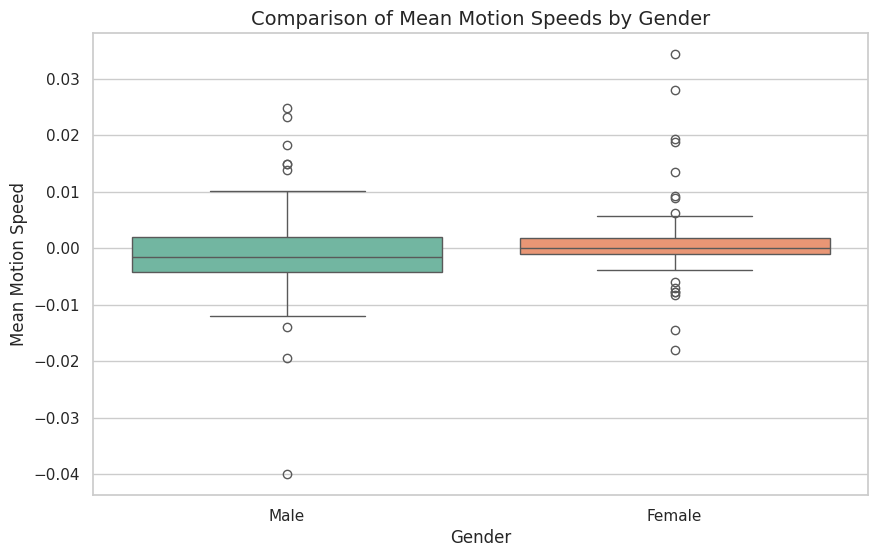 Comparison of Mean Motion Speeds by Gender
Mean Motion Speed
0.03
0.02
0.01
0.00
−0.01
−0.02
−0.03
−0.04
Male
Female
Gender